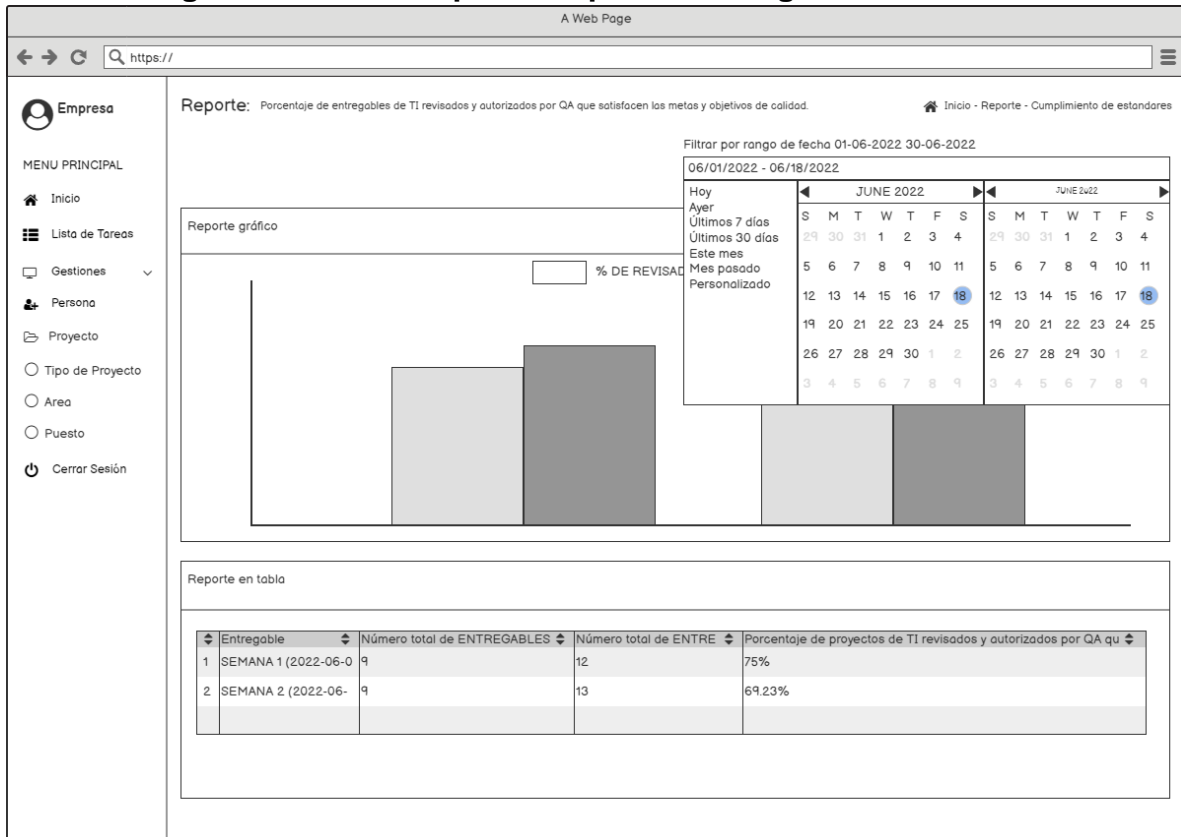 A Web Page
https://
Empresa
MENU PRINCIPAL
Inicio
Lista de Tareas
Gestiones
Persona
Proyecto
Tipo de Proyecto
Area
Puesto
Cerrar Sesión
Reporte: Porcentaje de entregables de TI revisados y autorizados por QA que satisfacen las metas y objetivos de calidad.
Inicio - Reporte - Cumplimiento de estandares
Filtrar por rango de fecha 01-06-2022 30-06-2022
06/01/2022 - 06/18/2022
Hoy
Ayer
Últimos 7 días
Últimos 30 días
Este mes
Mes pasado
Personalizado
JUNE 2022
S M T W T F S
29 30 31 1 2 3 4
5 6 7 8 9 10 11
12 13 14 15 16 17 18
19 20 21 22 23 24 25
26 27 28 29 30 1 2
3 4 5 6 7 8 9
JUNE 2022
S M T W T F S
29 30 31 1 2 3 4
5 6 7 8 9 10 11
12 13 14 15 16 17 18
19 20 21 22 23 24 25
26 27 28 29 30 1 2
3 4 5 6 7 8 9
Reporte gráfico
% DE REVISAD
Reporte en tabla
Entregable Número total de ENTREGABLES Número total de ENTRE Porcentaje de proyectos de TI revisados y autorizados por QA qu
1 SEMANA 1 (2022-06-0 9 12 75%
2 SEMANA 2 (2022-06- 9 13 69.23%